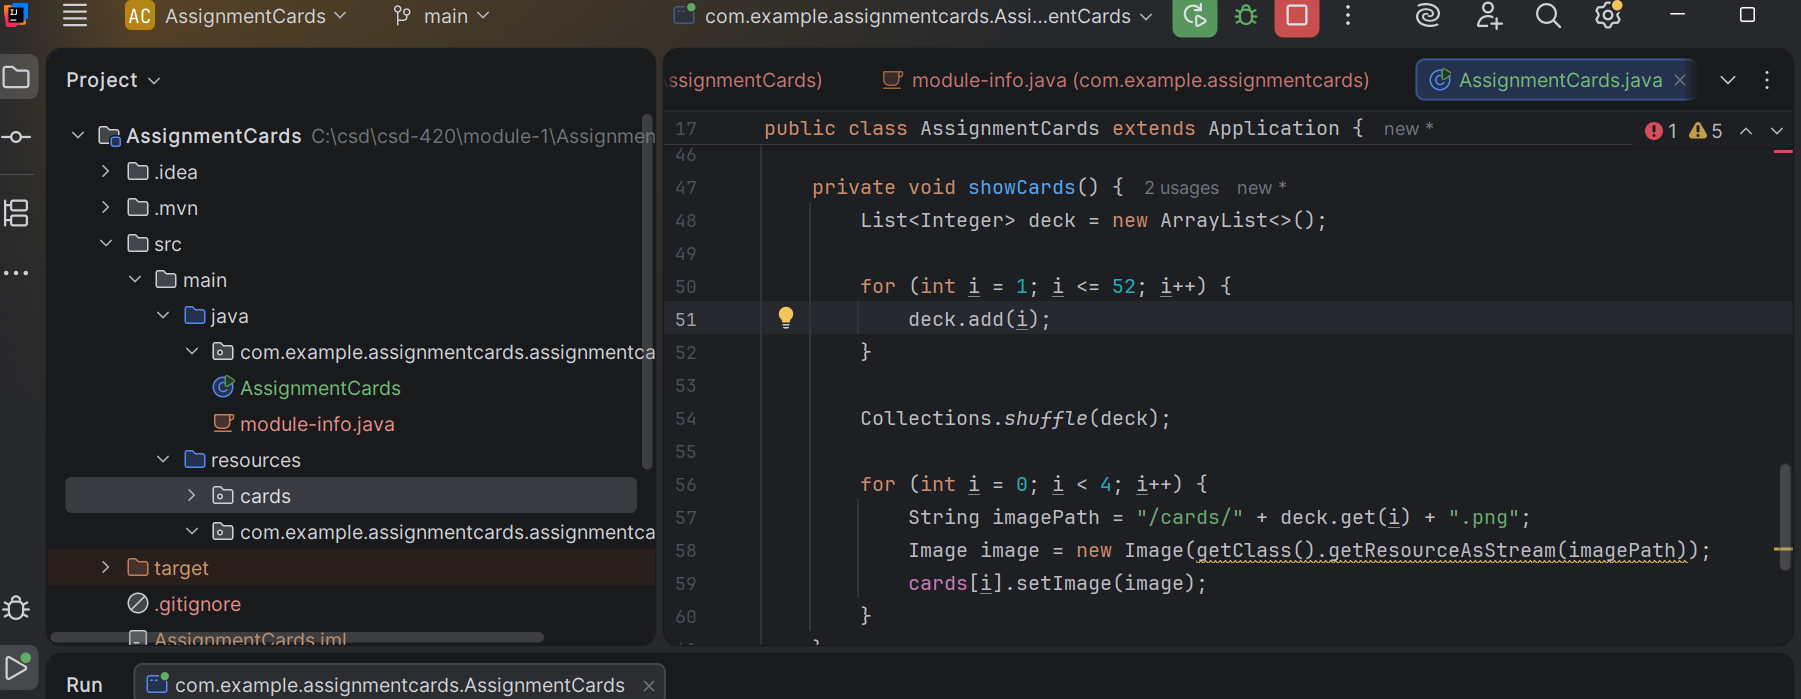 AC AssignmentCards main com.example.assignmentcards.Assi...entCards
Project
AssignmentCards C:\csd\csd-420\module-1\Assignmen
.idea
.mvn
src
main
java
com.example.assignmentcards.assignmentca
AssignmentCards
module-info.java
resources
cards
com.example.assignmentcards.assignmentca
target
.gitignore
AssignmentCards.iml
ssignmentCards) module-info.java (com.example.assignmentcards) AssignmentCards.java
17 public class AssignmentCards extends Application { new * 1 5
46
47 private void showCards() { 2 usages new *
48 List<Integer> deck = new ArrayList<>();
49
50 for (int i = 1; i <= 52; i++) {
51 deck.add(i);
52 }
53
54 Collections.shuffle(deck);
55
56 for (int i = 0; i < 4; i++) {
57 String imagePath = "/cards/" + deck.get(i) + ".png";
58 Image image = new Image(getClass().getResourceAsStream(imagePath));
59 cards[i].setImage(image);
60 }
Run com.example.assignmentcards.AssignmentCards